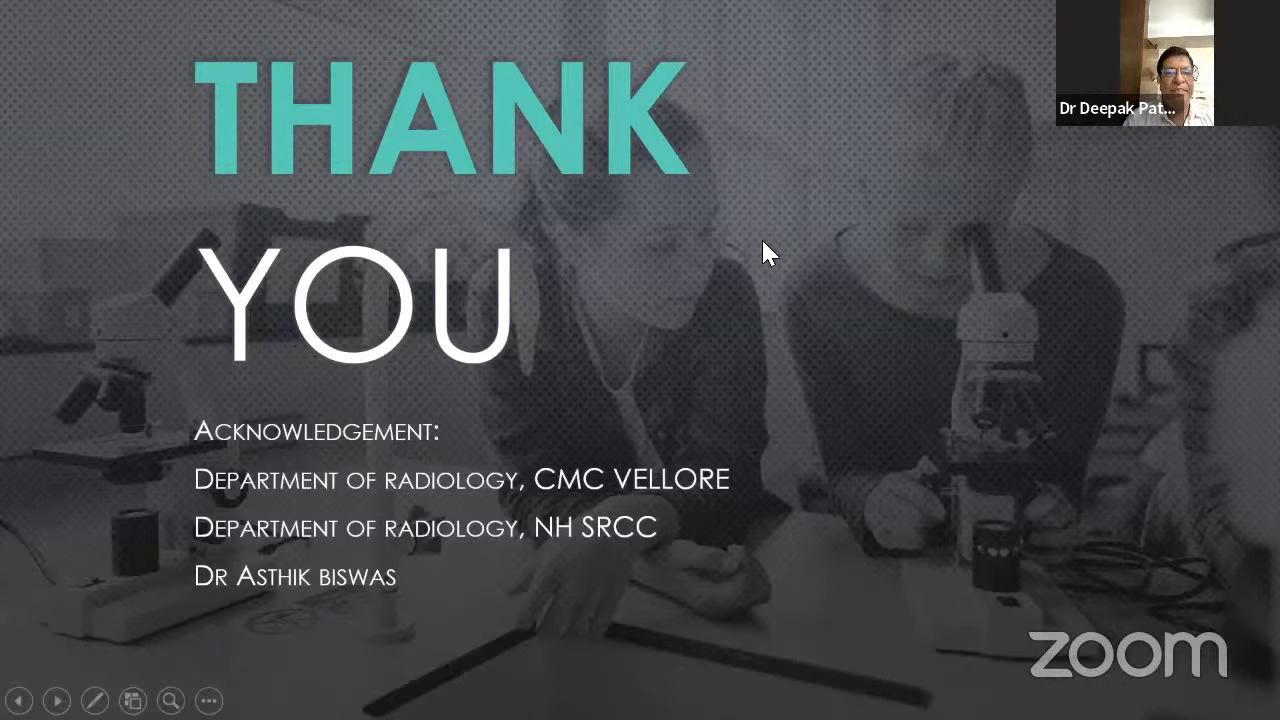 THANK
YOU
ACKNOWLEDGEMENT:
DEPARTMENT OF RADIOLOGY, CMC VELLORE
DEPARTMENT OF RADIOLOGY, NH SRCC
DR ASTHIK BISWAS
Dr Deepak Pat...
zoom